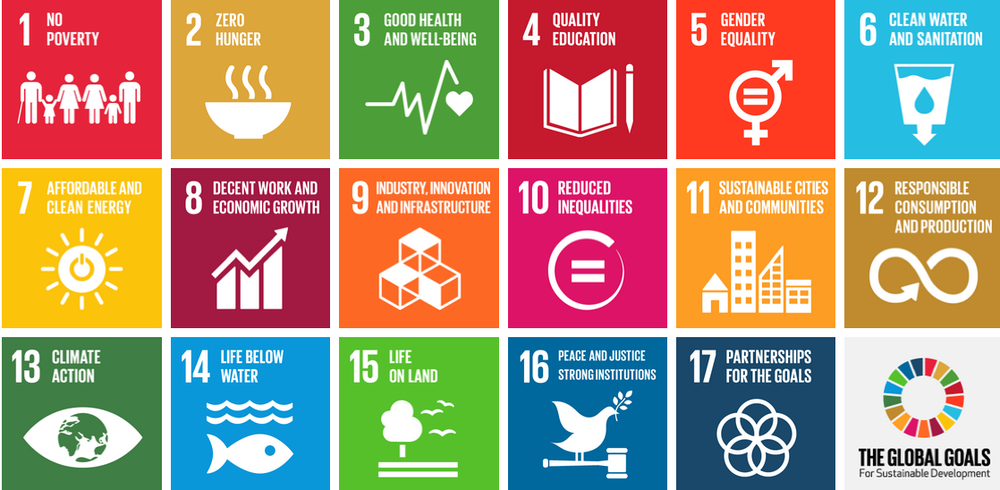 1 NO
POVERTY
2 ZERO
HUNGER
3 GOOD HEALTH
AND WELL-BEING
4 QUALITY
EDUCATION
5 GENDER
EQUALITY
6 CLEAN WATER
AND SANITATION
7 AFFORDABLE AND
CLEAN ENERGY
8 DECENT WORK AND
ECONOMIC GROWTH
9 INDUSTRY, INNOVATION
AND INFRASTRUCTURE
10 REDUCED
INEQUALITIES
11 SUSTAINABLE CITIES
AND COMMUNITIES
12 RESPONSIBLE
CONSUMPTION
AND PRODUCTION
13 CLIMATE
ACTION
14 LIFE BELOW
WATER
15 LIFE
ON LAND
16 PEACE AND JUSTICE
STRONG INSTITUTIONS
17 PARTNERSHIPS
FOR THE GOALS
THE GLOBAL GOALS
For Sustainable Development